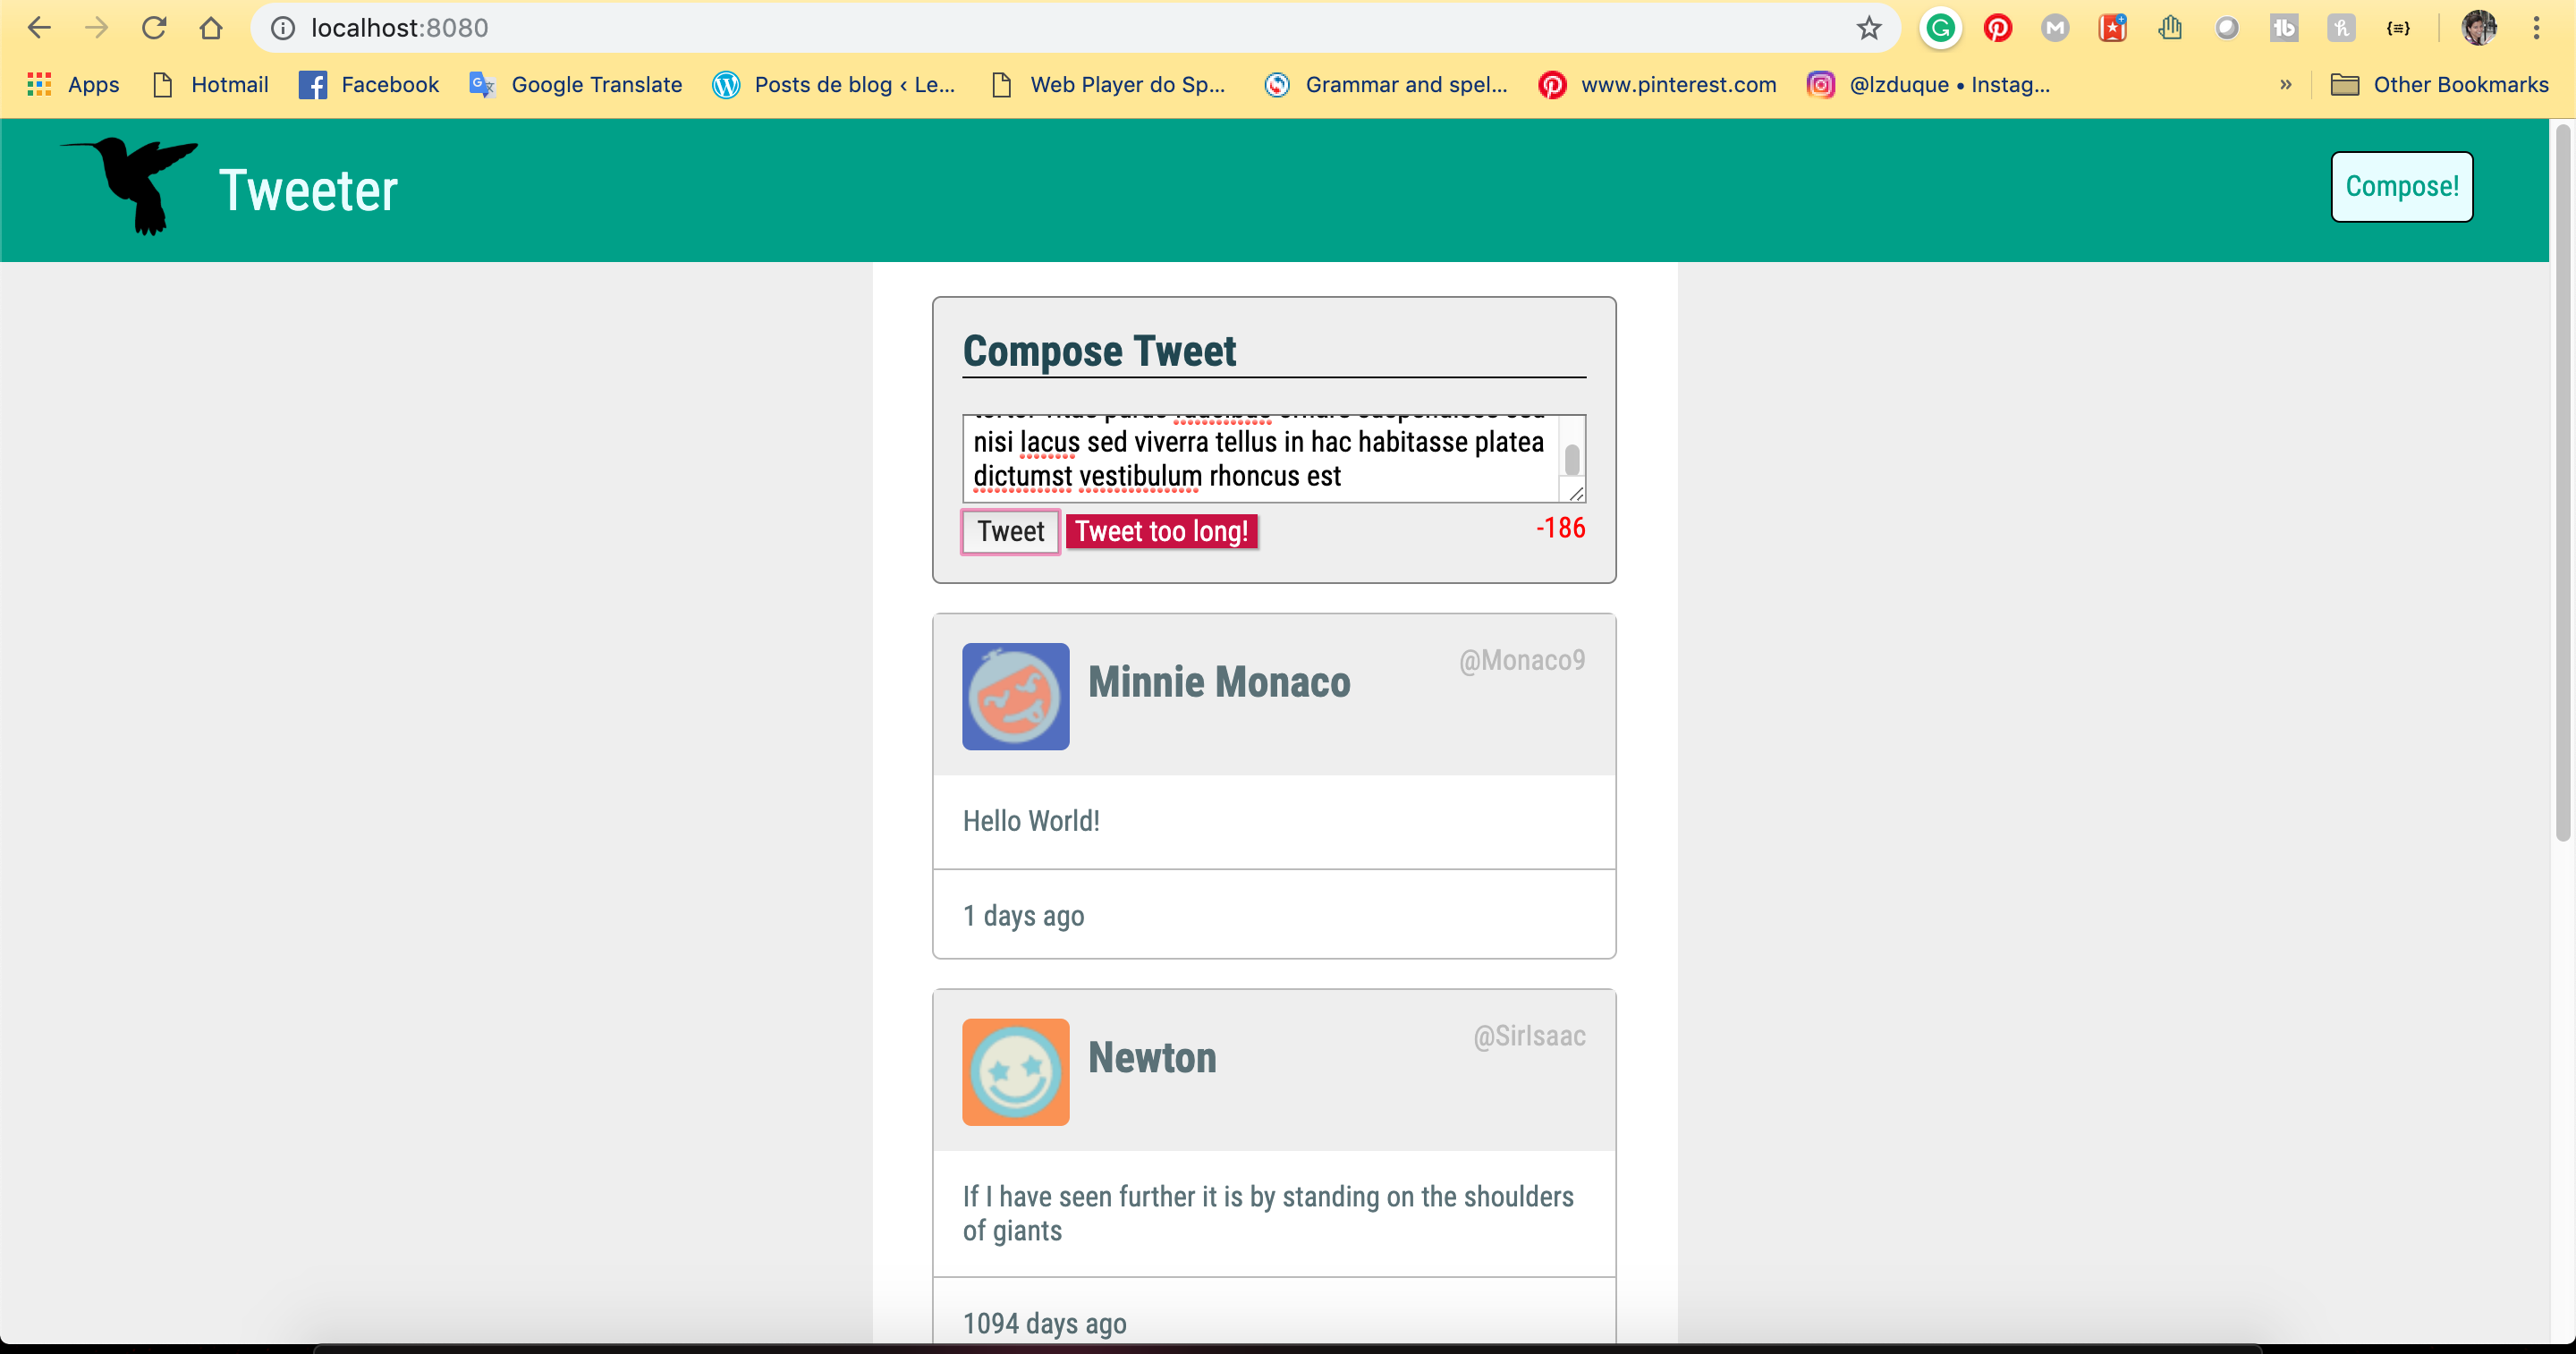 localhost:8080
Apps Hotmail Facebook Google Translate Posts de blog ‹ Le... Web Player do Sp... Grammar and spel... www.pinterest.com @lzduque • Instag... » Other Bookmarks
Tweeter
Compose!
Compose Tweet
nisi lacus sed viverra tellus in hac habitasse platea
dictumst vestibulum rhoncus est
Tweet Tweet too long! -186
Minnie Monaco @Monaco9
Hello World!
1 days ago
Newton @SirIsaac
If I have seen further it is by standing on the shoulders
of giants
1094 days ago